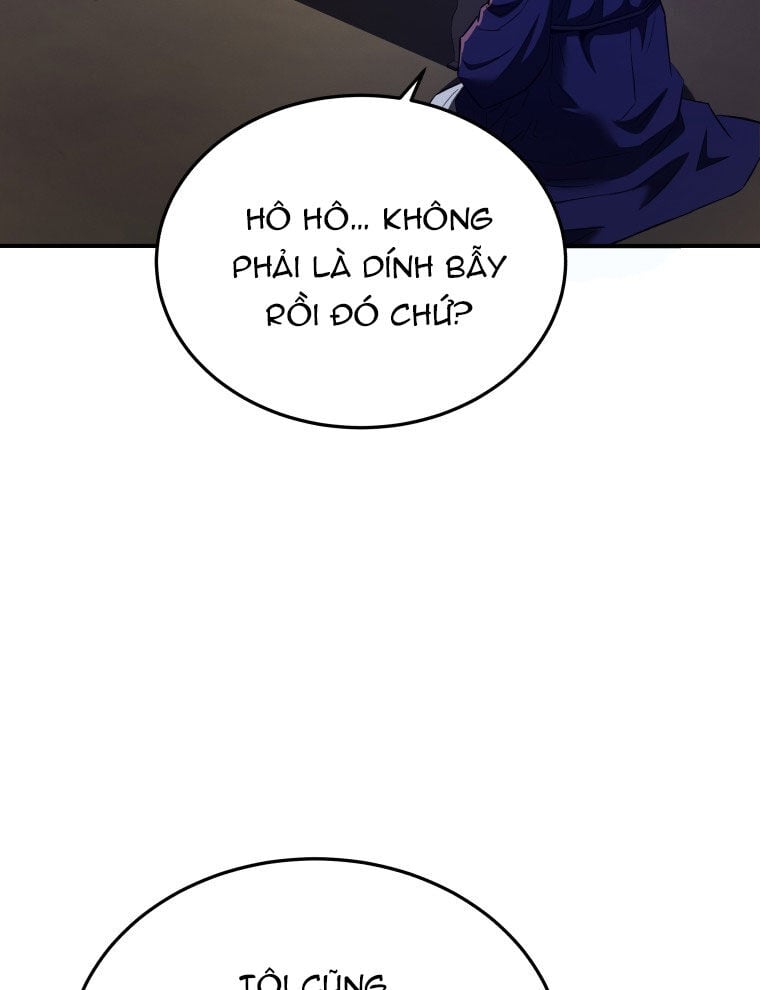 HÔ HÔ... KHÔNG
PHẢI LÀ DÍNH BẪY
RỒI ĐÓ CHỨ?
TÔI CŨNG